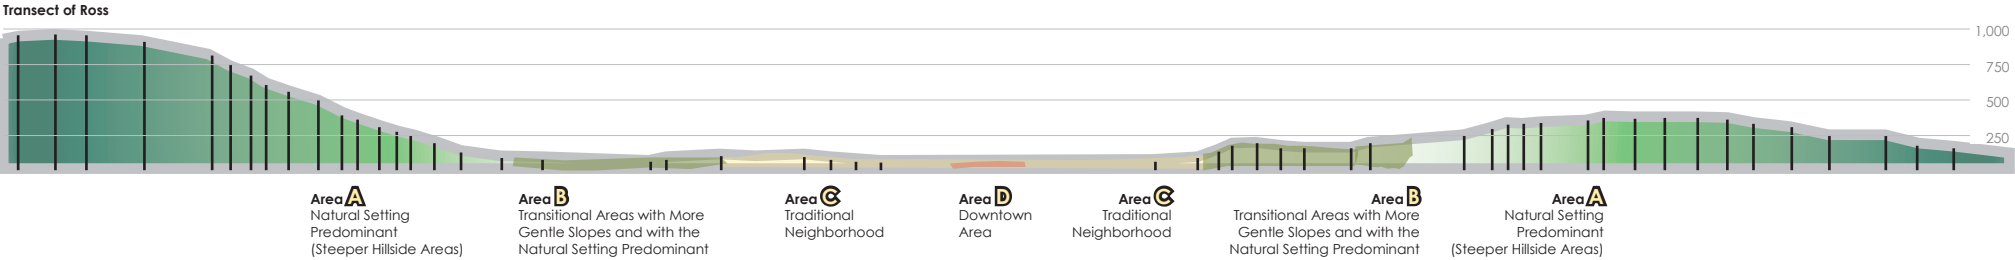 Transect of Ross
1,000
750
500
250
Area A
Natural Setting
Predominant
(Steeper Hillside Areas)
Area B
Transitional Areas with More
Gentle Slopes and with the
Natural Setting Predominant
Area C
Traditional
Neighborhood
Area D
Downtown
Area
Area C
Traditional
Neighborhood
Area B
Transitional Areas with More
Gentle Slopes and with the
Natural Setting Predominant
Area A
Natural Setting
Predominant
(Steeper Hillside Areas)